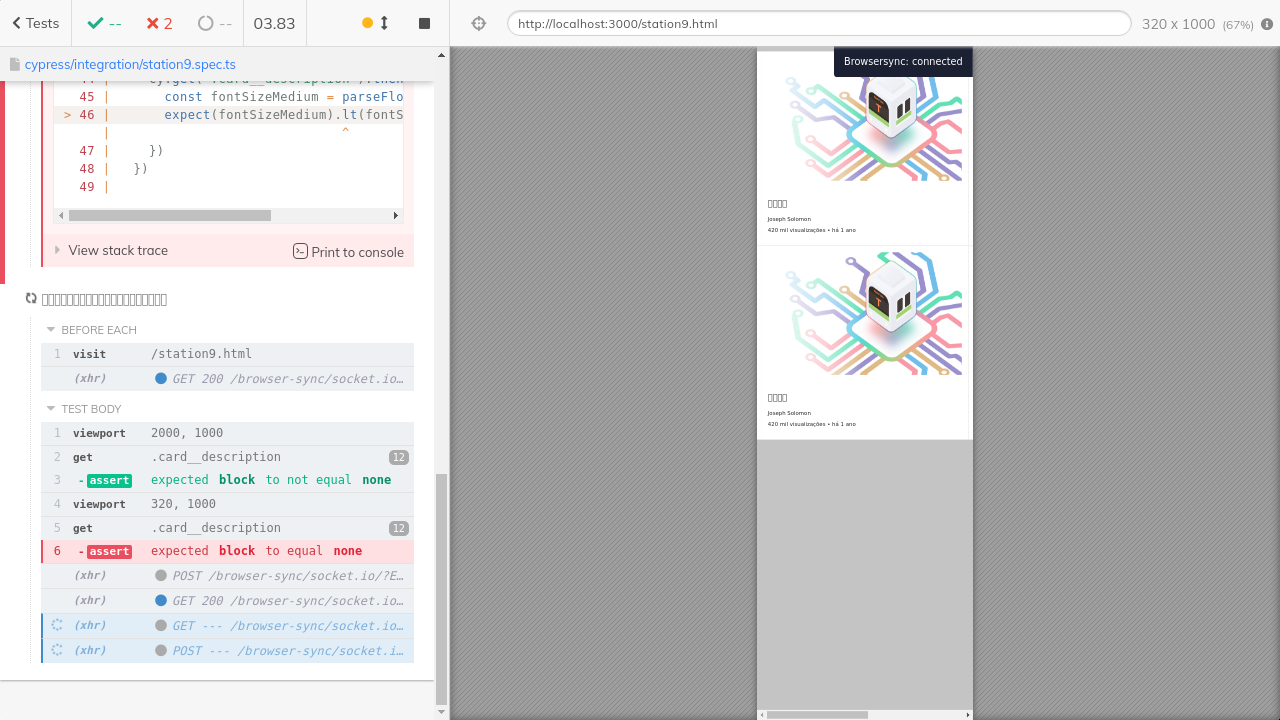 Tests
--
2
--
03.83
http://localhost:3000/station9.html
320 x 1000 (67%)
cypress/integration/station9.spec.ts
Browsersync: connected
45 | const fontSizeMedium = parseFlo
> 46 | expect(fontSizeMedium).lt(fontS
| ^
47 | })
48 | })
49 |
View stack trace
Print to console
BEFORE EACH
1 visit /station9.html
(xhr) GET 200 /browser-sync/socket.io…
TEST BODY
1 viewport 2000, 1000
2 get .card__description 12
3 -assert expected block to not equal none
4 viewport 320, 1000
5 get .card__description 12
6 -assert expected block to equal none
(xhr) POST /browser-sync/socket.io/?E…
(xhr) GET 200 /browser-sync/socket.io…
(xhr) GET --- /browser-sync/socket.io…
(xhr) POST --- /browser-sync/socket.i…
Joseph Solomon
420 mil visualizações • há 1 ano
Joseph Solomon
420 mil visualizações • há 1 ano